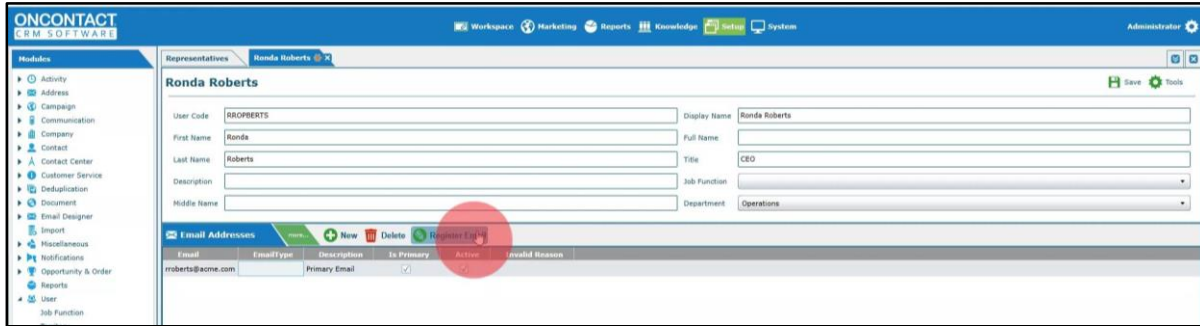 ONCONTACT
CRM SOFTWARE
Workspace Marketing Reports Knowledge Setup System
Administrator
Modules
Activity
Address
Campaign
Communication
Company
Contact
Contact Center
Customer Service
Deduplication
Document
Email Designer
Import
Miscellaneous
Notifications
Opportunity & Order
Reports
User
Job Function
Representatives Ronda Roberts
Ronda Roberts
Save Tools
User Code RROPBERTS Display Name Ronda Roberts
First Name Ronda Full Name
Last Name Roberts Title CEO
Description Job Function
Middle Name Department Operations
Email Addresses more... New Delete Register Email
Email EmailType Description Is Primary Active Invalid Reason
rroberts@acme.com Primary Email